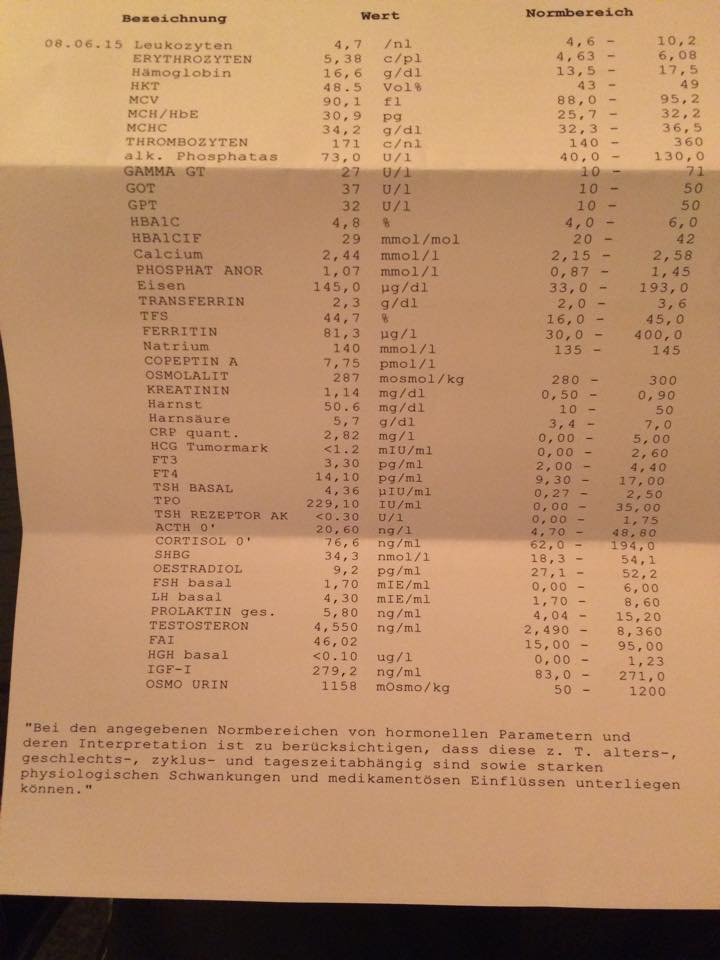 Bezeichnung Wert Normbereich
08.06.15 Leukozyten 4,7 /nl 4,6 - 10,2
ERYTHROZYTEN 5,38 c/pl 4,63 - 6,08
Hämoglobin 16,6 g/dl 13,5 - 17,5
HKT 48.5 Vol% 43 - 49
MCV 90,1 fl 88,0 - 95,2
MCH/HbE 30,9 pg 25,7 - 32,2
MCHC 34,2 g/dl 32,3 - 36,5
THROMBOZYTEN 171 c/nl 140 - 360
alk. Phosphatas 73,0 U/l 40,0 - 130,0
GAMMA GT 27 U/l 10 - 71
GOT 37 U/l 10 - 50
GPT 32 U/l 10 - 50
HBA1C 4,8 % 4,0 - 6,0
HBA1CIF 29 mmol/mol 20 - 42
Calcium 2,44 mmol/l 2,15 - 2,58
PHOSPHAT ANOR 1,07 mmol/l 0,87 - 1,45
Eisen 145,0 µg/dl 33,0 - 193,0
TRANSFERRIN 2,3 g/dl 2,0 - 3,6
TFS 44,7 % 16,0 - 45,0
FERRITIN 81,3 µg/l 30,0 - 400,0
Natrium 140 mmol/l 135 - 145
COPEPTIN A 7,75 pmol/l
OSMOLALIT 287 mosmol/kg 280 - 300
KREATININ 1,14 mg/dl 0,50 - 0,90
Harnst 50.6 mg/dl 10 - 50
Harnsäure 5,7 g/dl 3,4 - 7,0
CRP quant. 2,82 mg/l 0,00 - 5,00
HCG Tumormark <1.2 mIU/ml 0,00 - 2,60
FT3 3,30 pg/ml 2,00 - 4,40
FT4 14,10 pg/ml 9,30 - 17,00
TSH BASAL 4,36 µIU/ml 0,27 - 2,50
TPO 229,10 IU/ml 0,00 - 35,00
TSH REZEPTOR AK <0.30 U/l 0,00 - 1,75
ACTH 0' 20,60 ng/l 4,70 - 48,80
CORTISOL 0' 76,6 ng/ml 62,0 - 194,0
SHBG 34,3 nmol/l 18,3 - 54,1
OESTRADIOL 9,2 pg/ml 27,1 - 52,2
FSH basal 1,70 mIE/ml 0,00 - 6,00
LH basal 4,30 mIE/ml 1,70 - 8,60
PROLAKTIN ges. 5,80 ng/ml 4,04 - 15,20
TESTOSTERON 4,550 ng/ml 2,490 - 8,360
FAI 46,02 15,00 - 95,00
HGH basal <0.10 ug/l 0,00 - 1,23
IGF-I 279,2 ng/ml 83,0 - 271,0
OSMO URIN 1158 mOsmo/kg 50 - 1200
"Bei den angegebenen Normbereichen von hormonellen Parametern und
deren Interpretation ist zu berücksichtigen, dass diese z. T. alters-,
geschlechts-, zyklus- und tageszeitabhängig sind sowie starken
physiologischen Schwankungen und medikamentösen Einflüssen unterliegen
können."